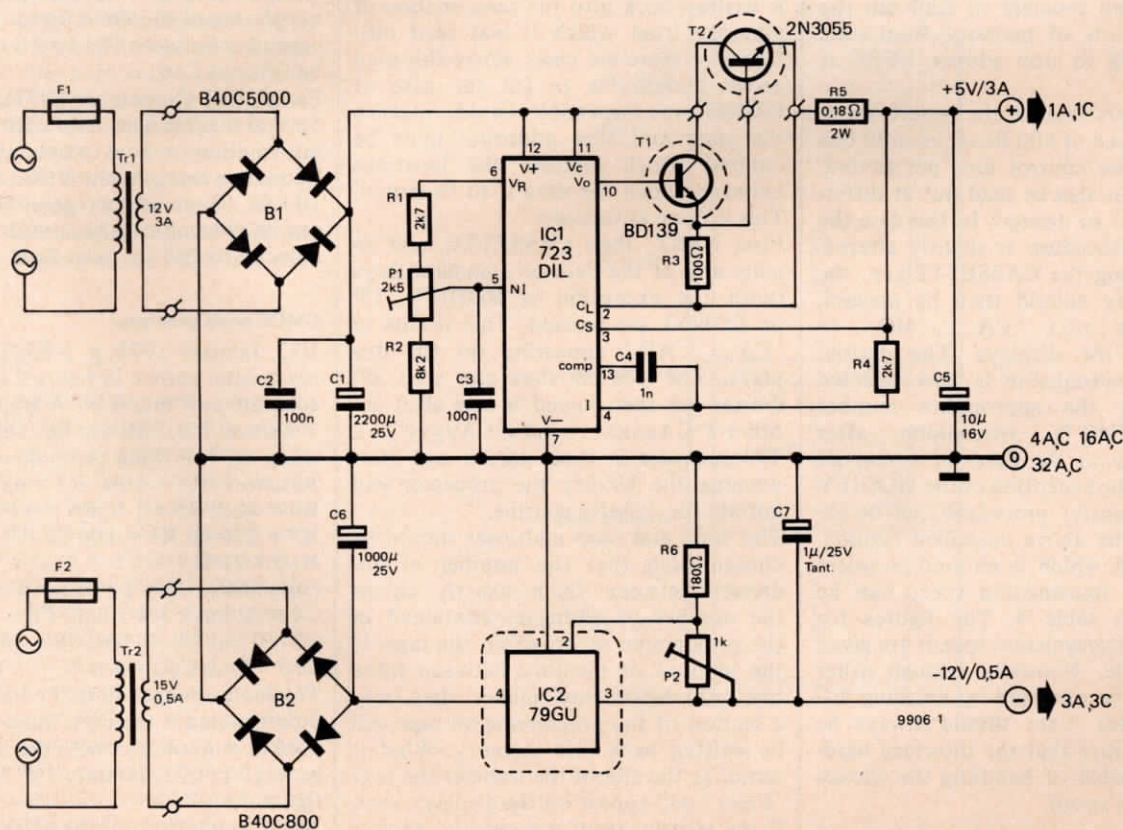 F1
Tr1
12V
3A
B40C5000
B1
C2
100n
C1
2200µ
25V
R1
2k7
P1
2k5
R2
8k2
C3
100n
6
VR
5
NI
12
V+
11
Vc
Vo
10
IC1
723
DIL
CL
2
CS
3
comp
13
I
4
V−
7
C4
1n
T1
BD139
T2
2N3055
R3
100Ω
R4
2k7
R5
0,18Ω
2W
+5V/3A
+
1A,1C
C5
10µ
16V
0
4A,C 16A,C
32A,C
F2
Tr2
15V
0,5A
B2
B40C800
C6
1000µ
25V
4
2
3
IC2
79GU
R6
180Ω
1k
P2
C7
1µ/25V
Tant.
-12V/0,5A
−
3A,3C
9906 1